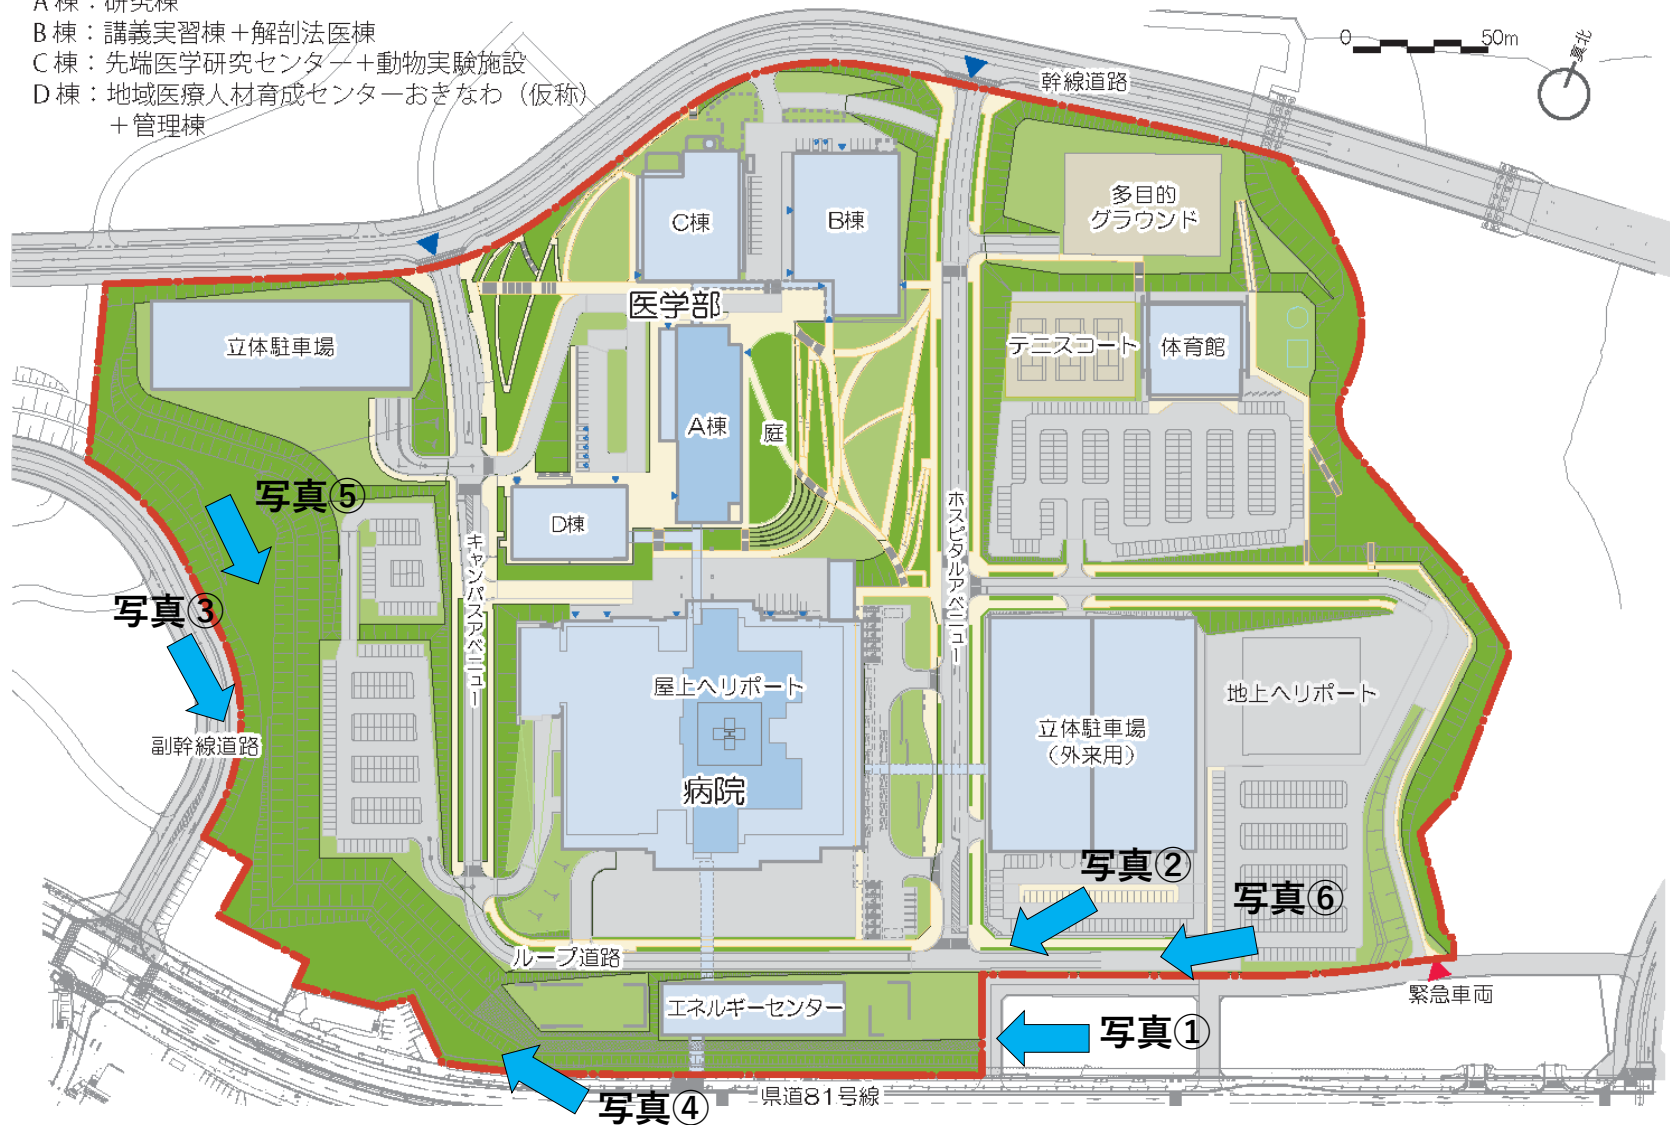 A棟：研究棟
B棟：講義実習棟＋解剖法医棟
C棟：先端医学研究センター＋動物実験施設
D棟：地域医療人材育成センターおきなわ（仮称）
＋管理棟
0 50m
真北
幹線道路
多目的
グラウンド
C棟
B棟
医学部
立体駐車場
テニスコート
体育館
A棟
庭
写真⑤
D棟
ホスピタルアベニュー
キャンパスアベニュー
写真③
屋上ヘリポート
地上ヘリポート
立体駐車場
（外来用）
副幹線道路
病院
写真②
写真⑥
ループ道路
エネルギーセンター
緊急車両
写真①
県道81号線
写真④